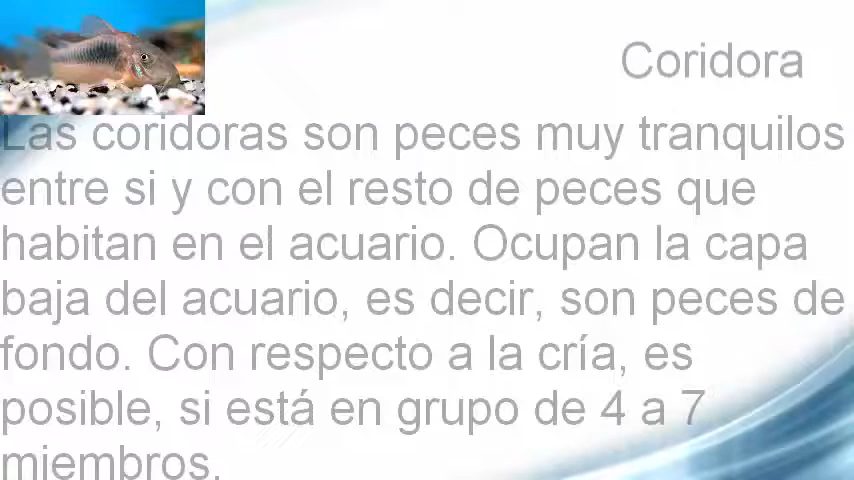 Coridora
Las coridoras son peces muy tranquilos
entre si y con el resto de peces que
habitan en el acuario. Ocupan la capa
baja del acuario, es decir, son peces de
fondo. Con respecto a la cría, es
posible, si está en grupo de 4 a 7
miembros.